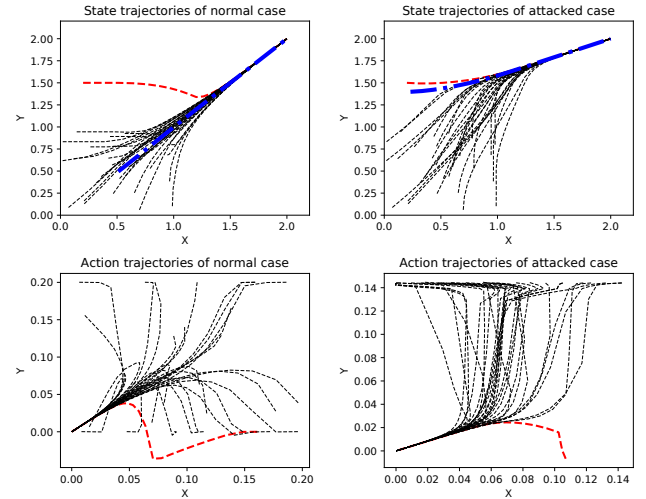 State trajectories of normal case
2.00
1.75
1.50
1.25
1.00
0.75
0.50
0.25
0.00
Y
0.0 0.5 1.0 1.5 2.0
X
State trajectories of attacked case
2.00
1.75
1.50
1.25
1.00
0.75
0.50
0.25
0.00
Y
0.0 0.5 1.0 1.5 2.0
X
Action trajectories of normal case
0.20
0.15
0.10
0.05
0.00
Y
0.00 0.05 0.10 0.15 0.20
X
Action trajectories of attacked case
0.14
0.12
0.10
0.08
0.06
0.04
0.02
0.00
Y
0.00 0.02 0.04 0.06 0.08 0.10 0.12 0.14
X